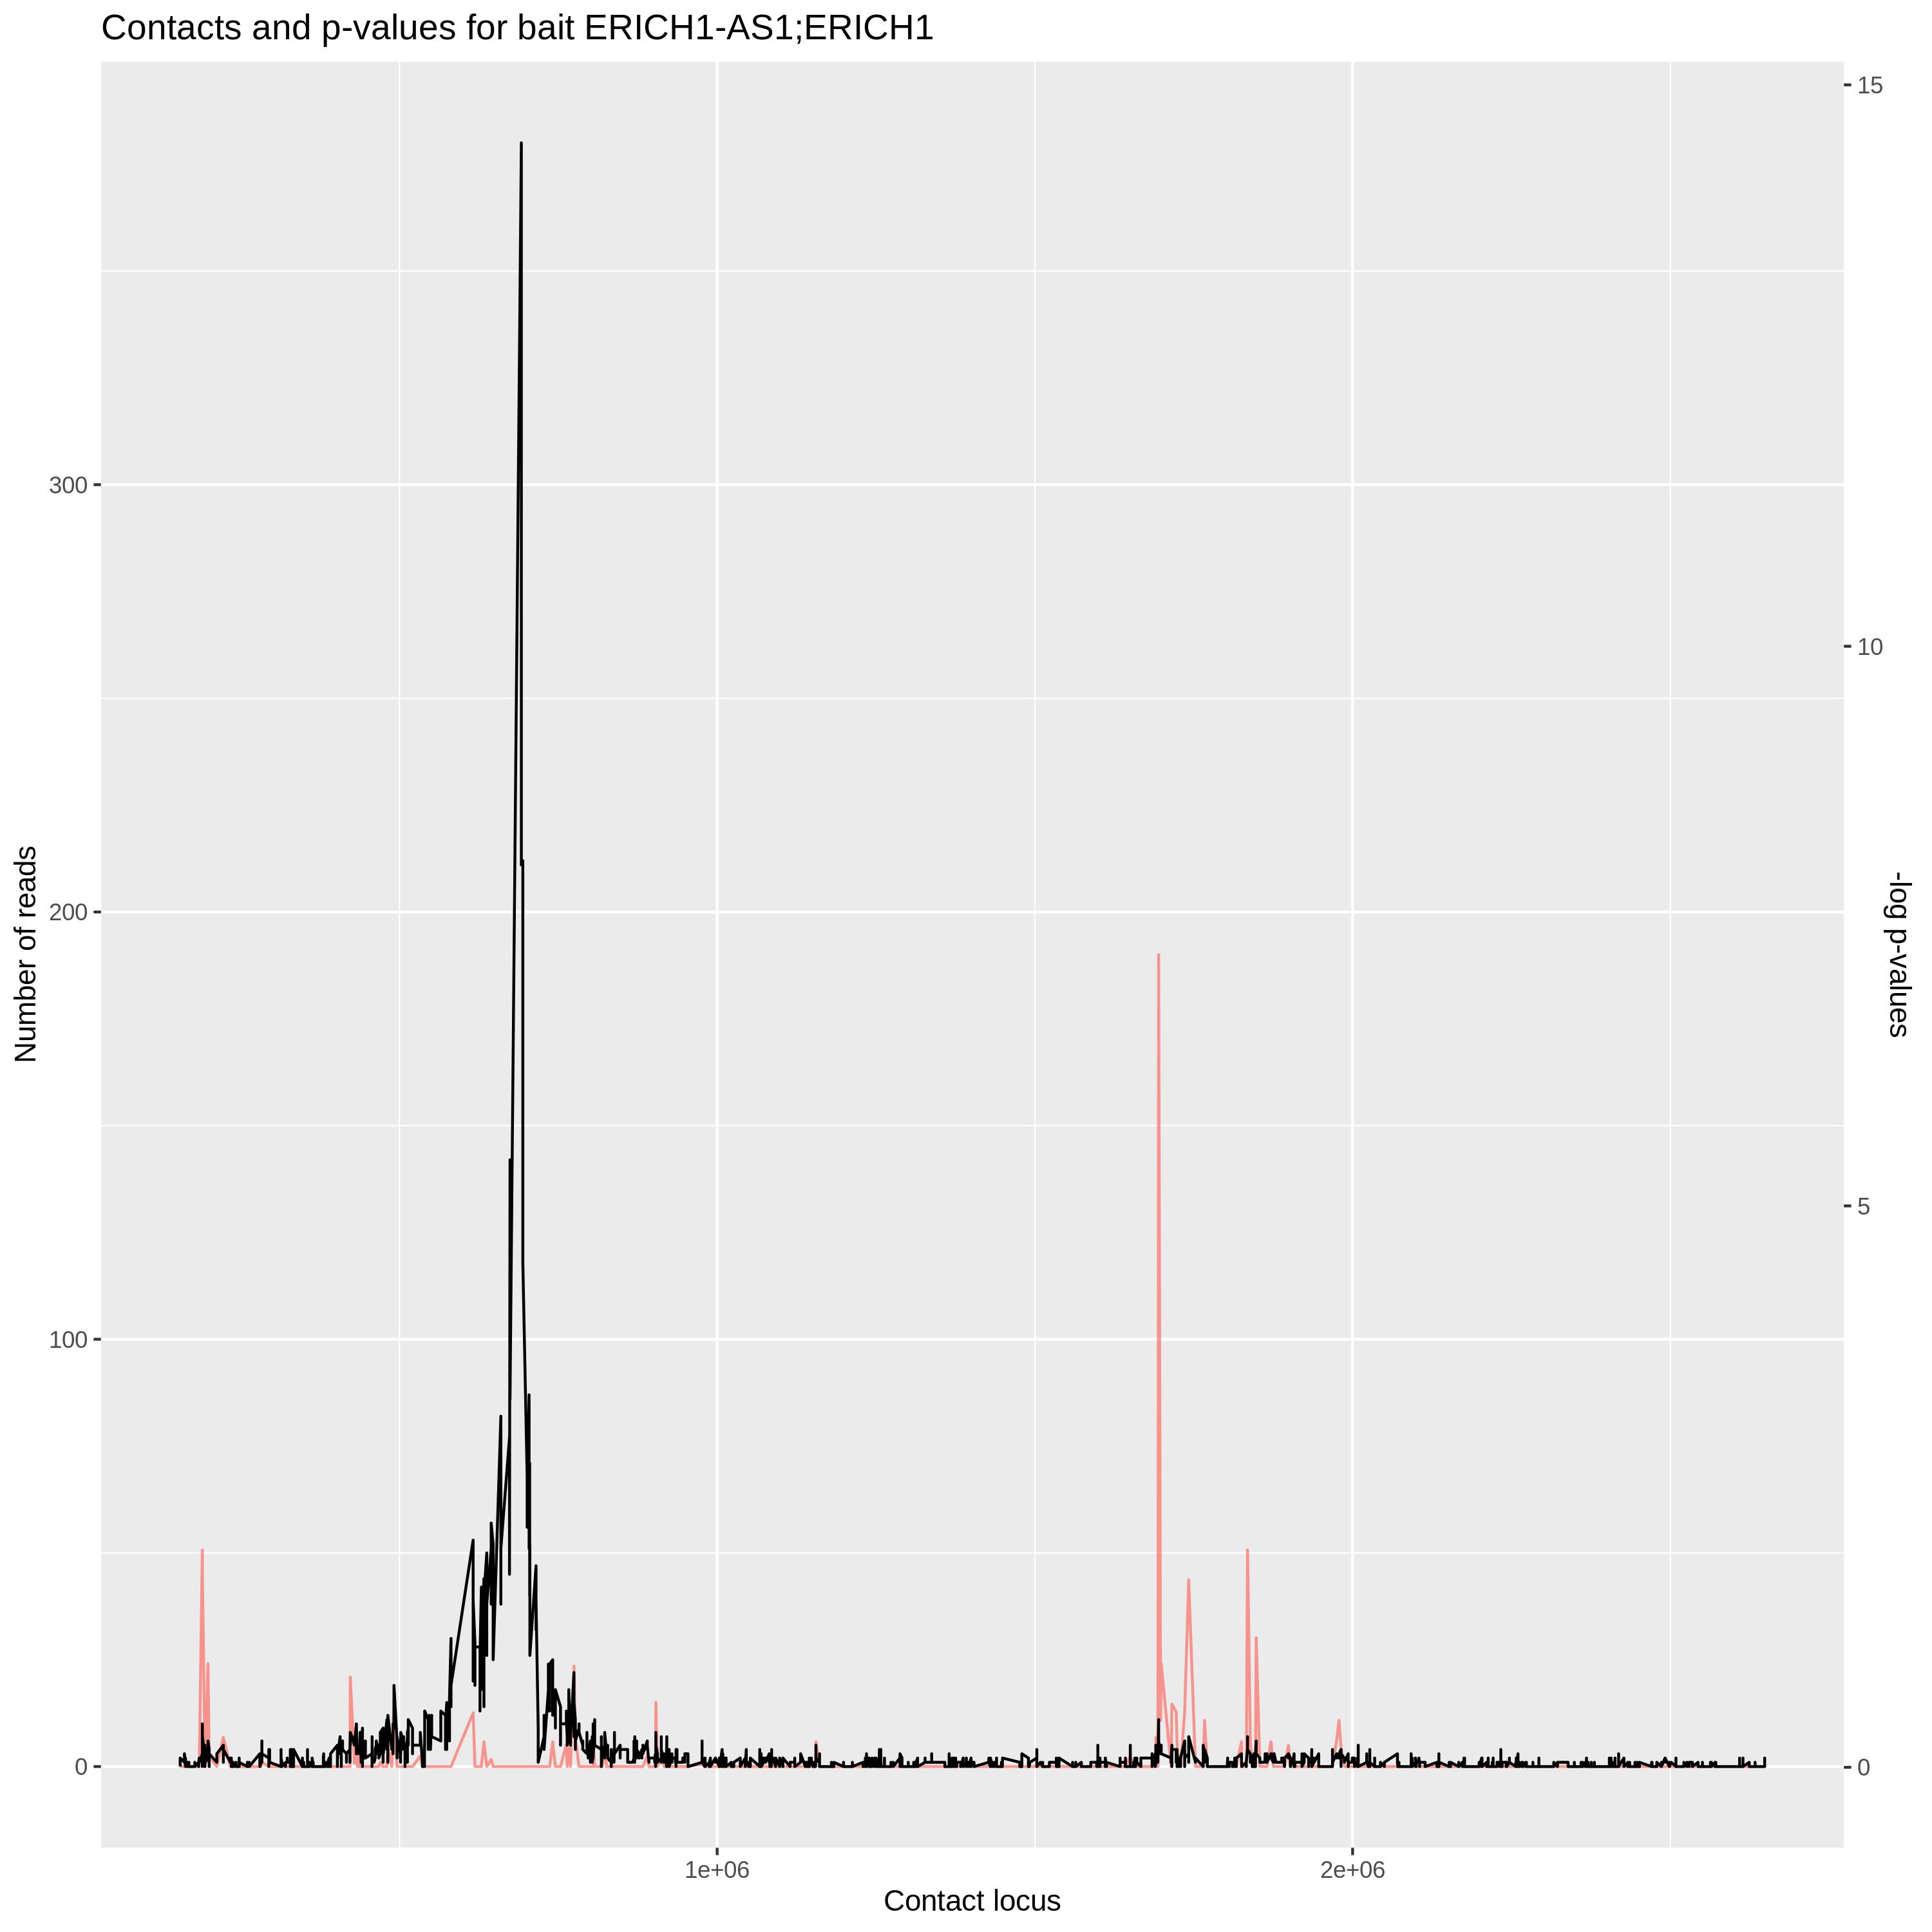 Contacts and p-values for bait ERICH1-AS1;ERICH1
15
300
10
Number of reads
-log p-values
200
5
100
0
0
1e+06
2e+06
Contact locus